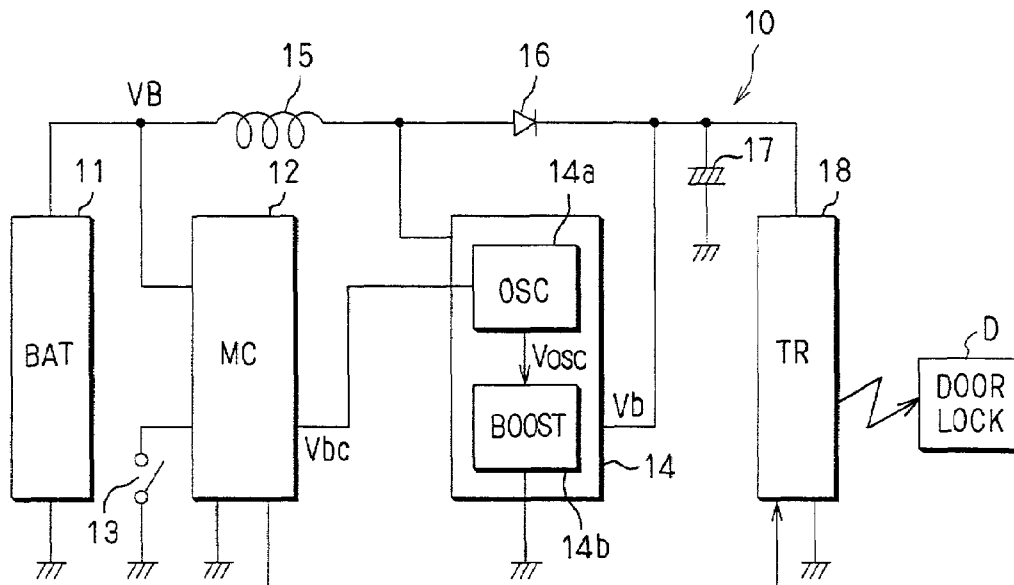 10
15
16
VB
11
12
14a
17
18
OSC
BAT
MC
VOSC
TR
D
DOOR
LOCK
BOOST
Vb
Vbc
14
13
14b